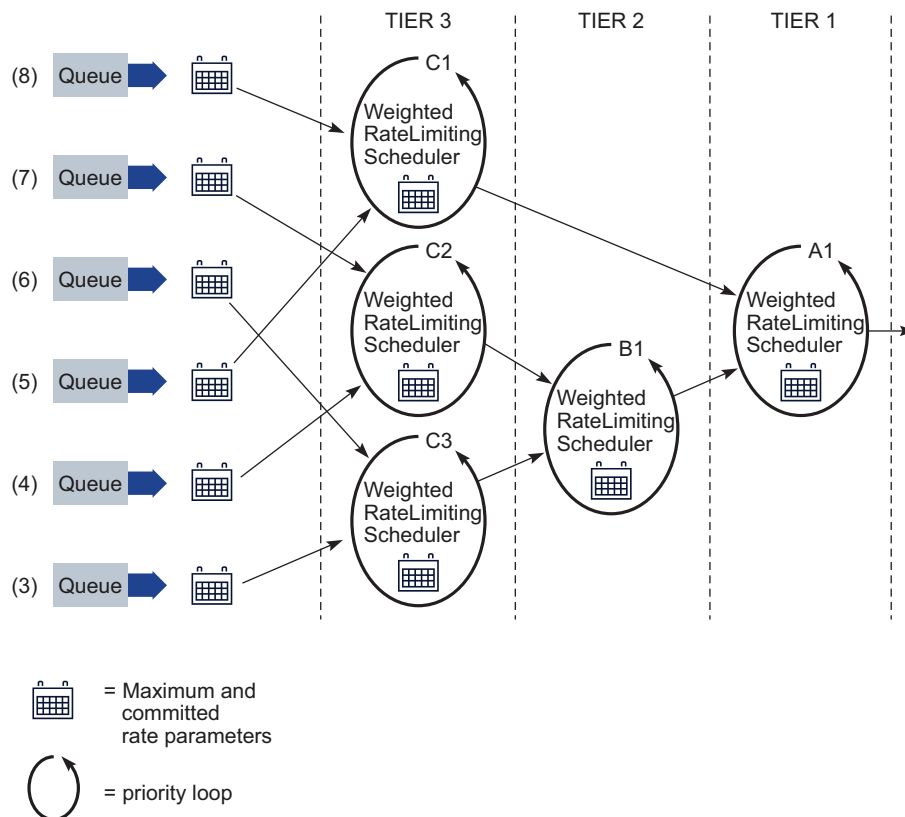 TIER 3
TIER 2
TIER 1
(8)
Queue
C1
Weighted
RateLimiting
Scheduler
(7)
Queue
C2
Weighted
RateLimiting
Scheduler
(6)
Queue
A1
Weighted
RateLimiting
Scheduler
(5)
Queue
B1
Weighted
RateLimiting
Scheduler
(4)
Queue
C3
Weighted
RateLimiting
Scheduler
(3)
Queue
= Maximum and
committed
rate parameters
= priority loop